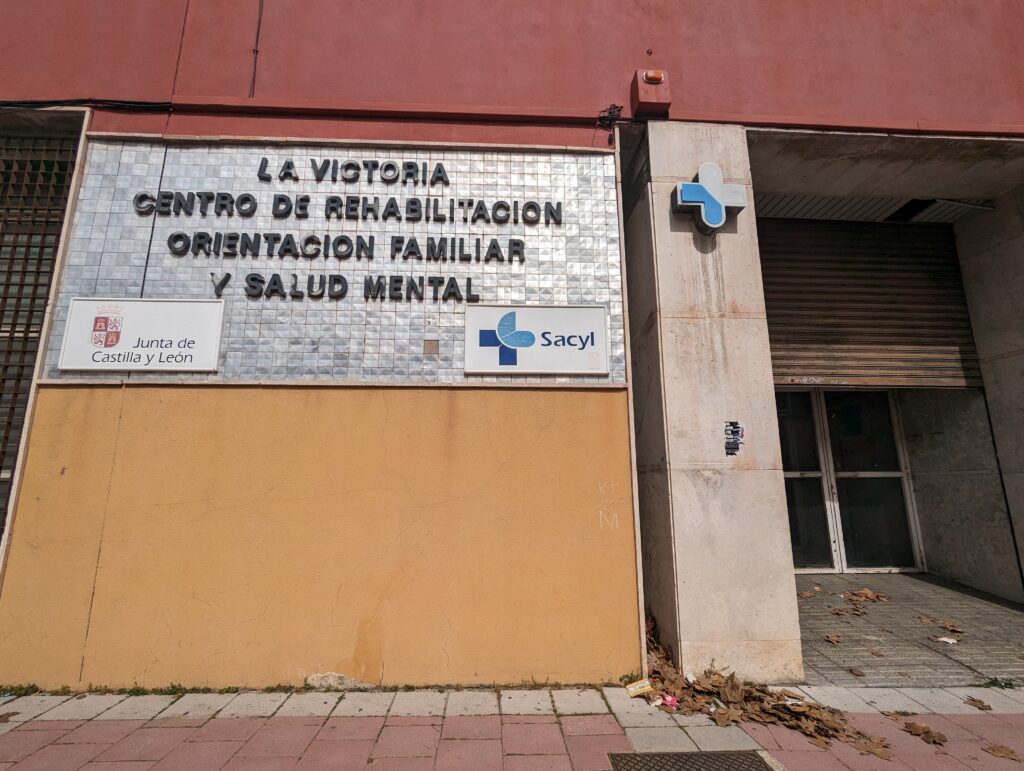 LA VICTORIA
CENTRO DE REHABILITACION
ORIENTACION FAMILIAR
Y SALUD MENTAL
Junta de
Castilla y León
Sacyl